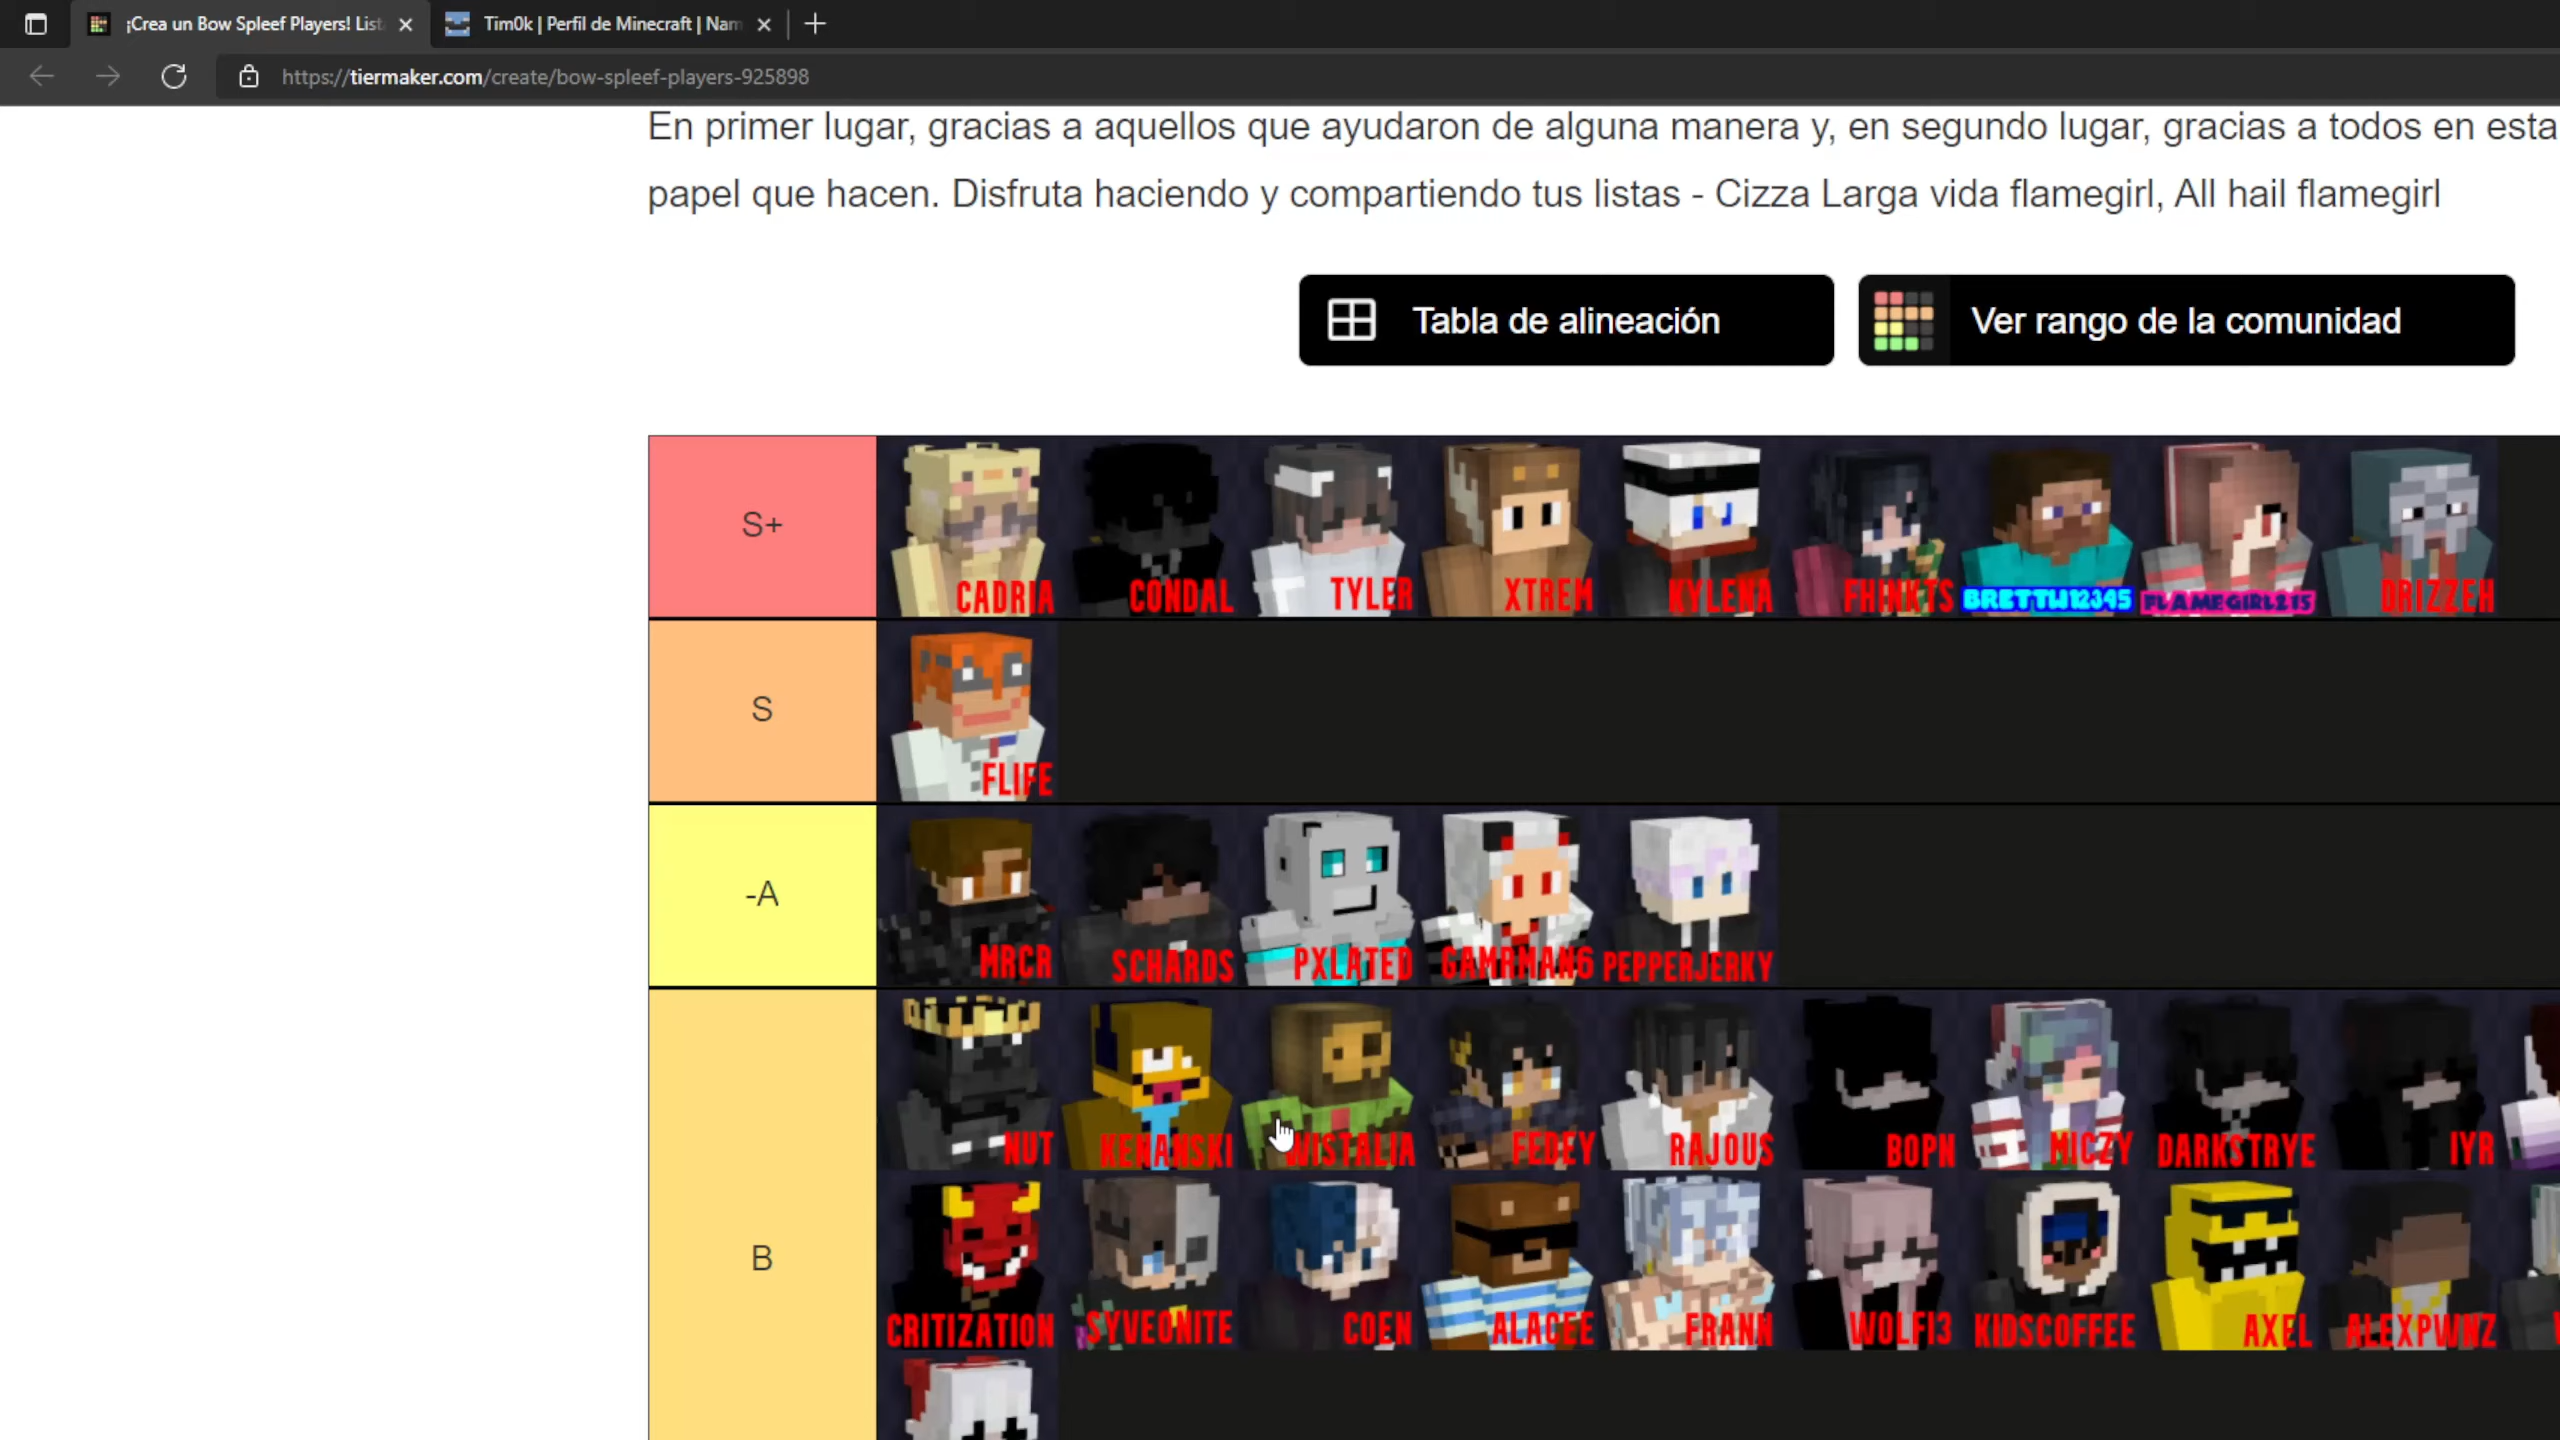 ¡Crea un Bow Spleef Players! List
Tim0k | Perfil de Minecraft | Nam
https://tiermaker.com/create/bow-spleef-players-925898
En primer lugar, gracias a aquellos que ayudaron de alguna manera y, en segundo lugar, gracias a todos en esta
papel que hacen. Disfruta haciendo y compartiendo tus listas - Cizza Larga vida flamegirl, All hail flamegirl
Tabla de alineación
Ver rango de la comunidad
S+
CADRIA
CONDAL
TYLER
XTREM
KYLENA
FHINKTS
BRETTW12345
FLAMEGIRL215
DRIZZEH
S
FLIFE
-A
MRCR
SCHARDS
PXLATED
GAMRMAN6
PEPPERJERKY
B
NUT
KENANSKI
WISTALIA
FEDEY
RAJOUS
BOPN
MICZY
DARKSTRYE
IYR
CRITIZATION
SYVEONITE
COEN
ALACEE
FRANN
WOLFI3
KIDSCOFFEE
AXEL
ALEXPWNZ